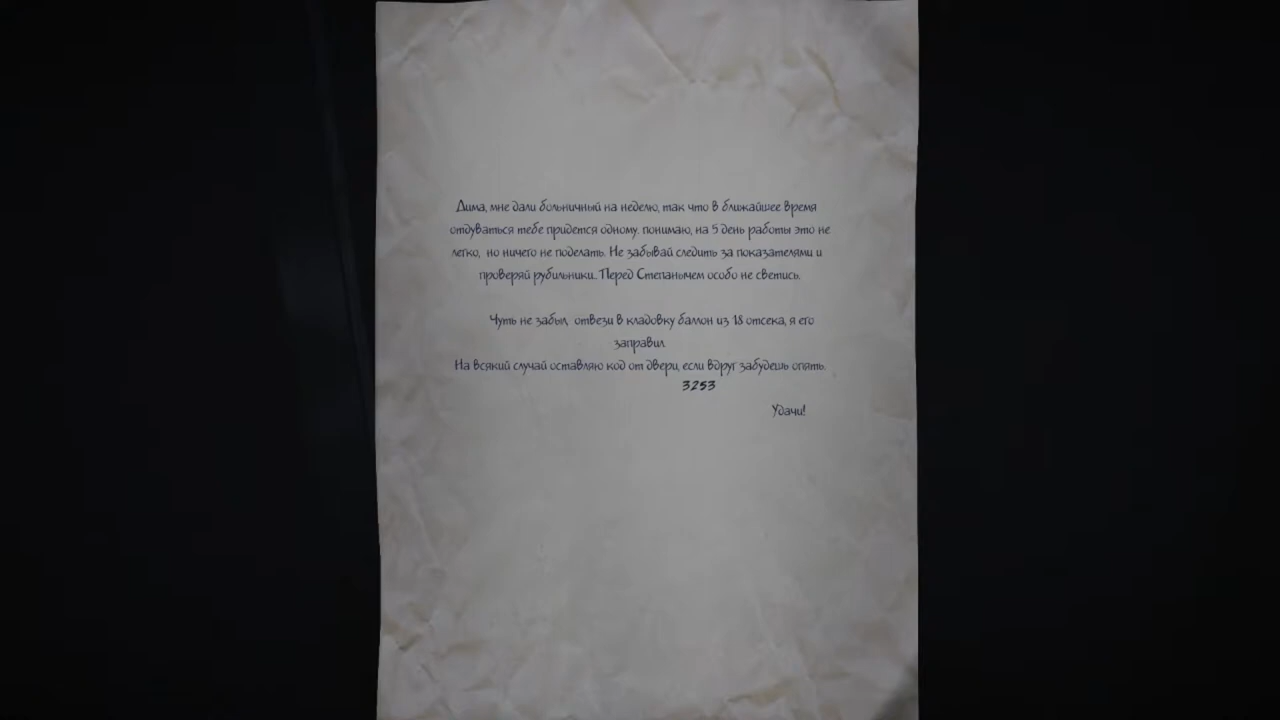 Дима, мне дали больничный на неделю, так что в ближайшее время
отдуваться тебе придется одному. понимаю, на 5 день работы это не
легко, но ничего не поделать. Не забывай следить за показателями и
проверяй рубильники.. Перед Степанычем особо не светись.
Чуть не забыл, отвези в кладовку баллон из 18 отсека, я его
заправил.
На всякий случай оставляю код от двери, если вдруг забудешь опять.
3253
Удачи!